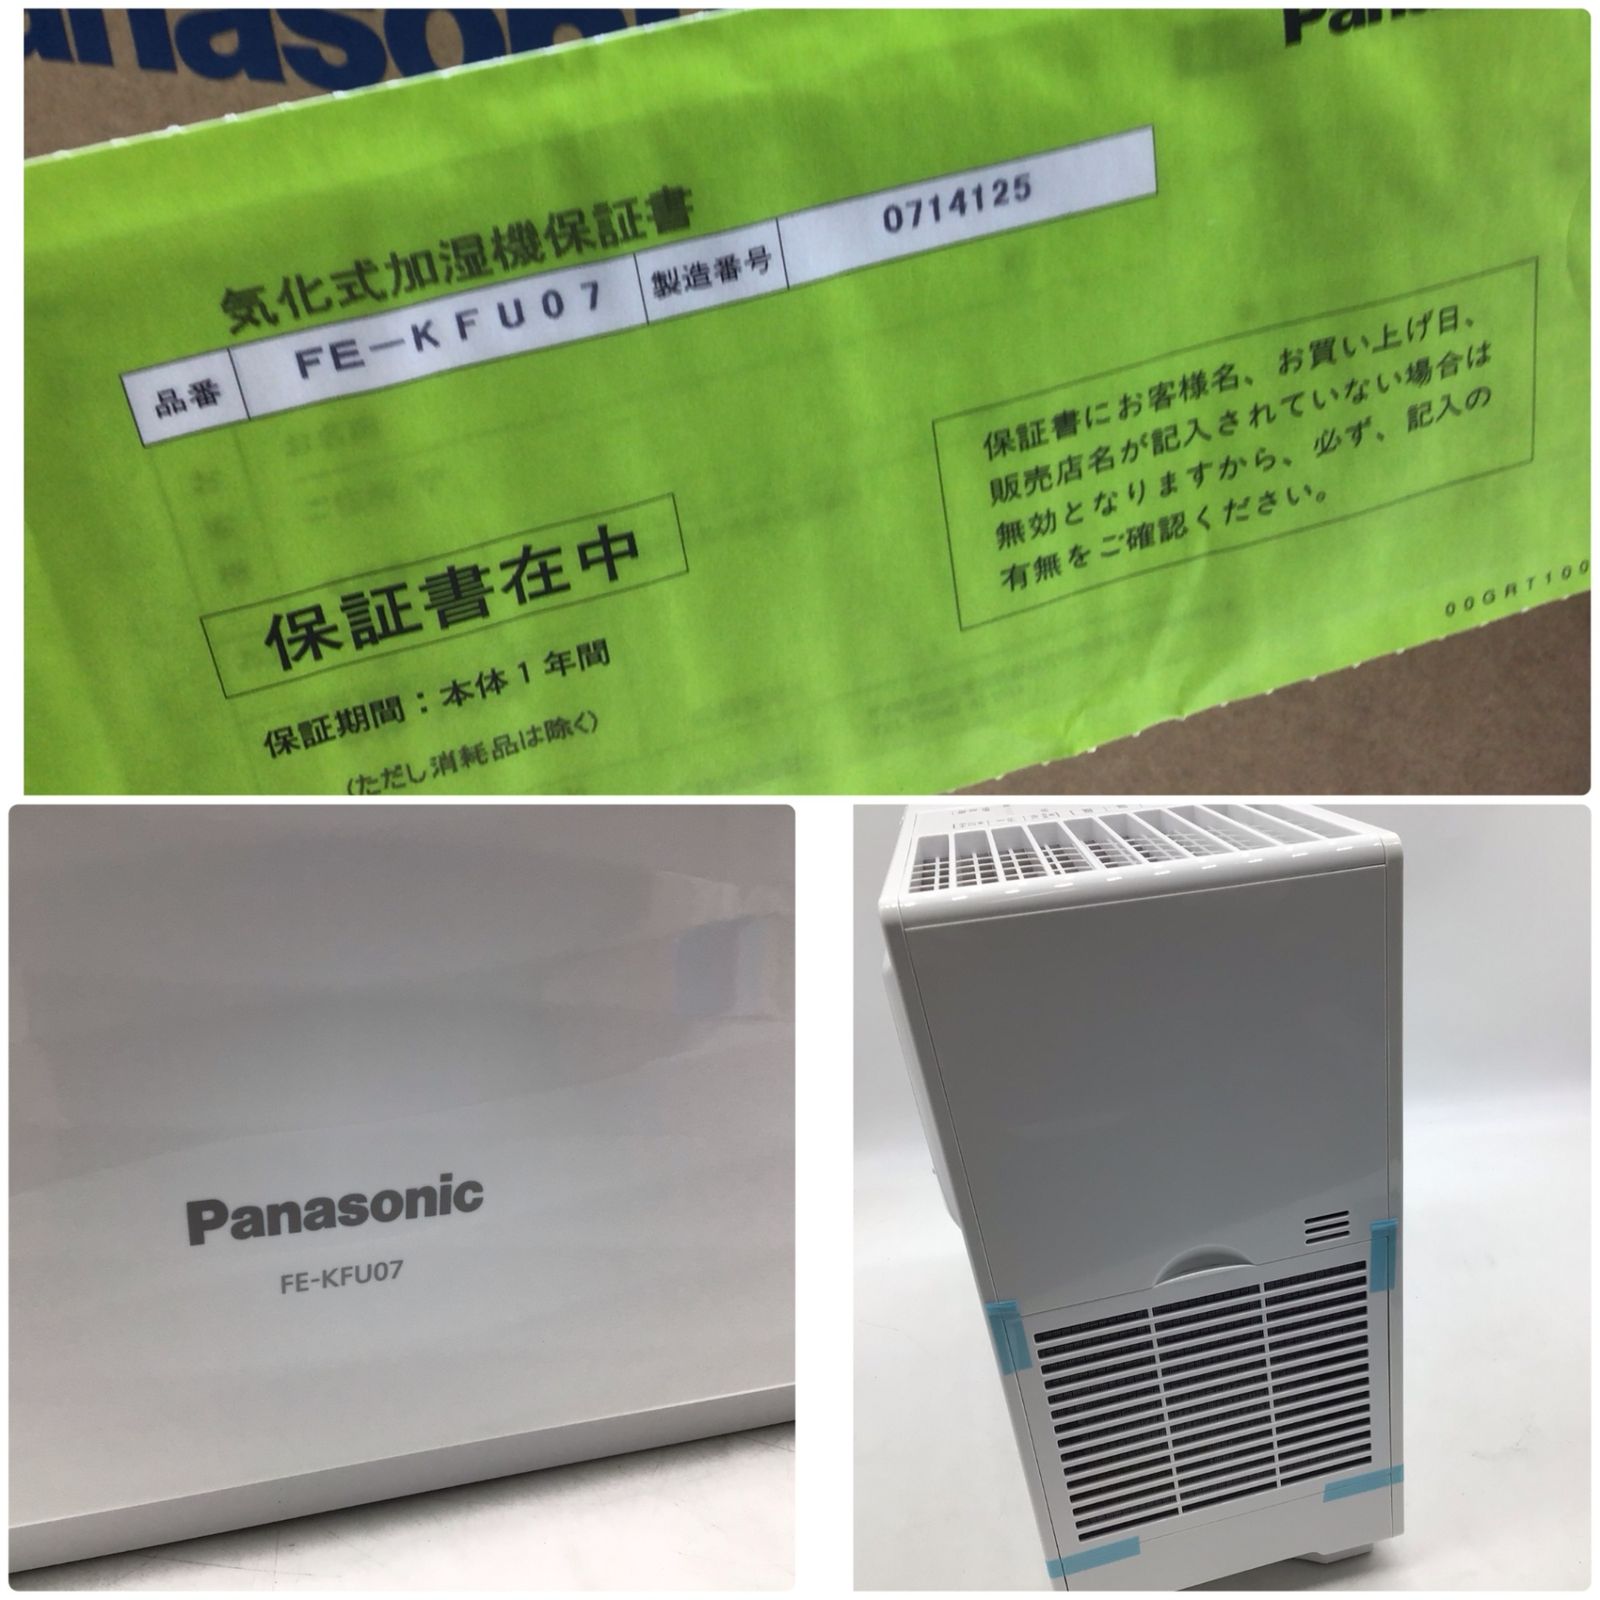 Panasonic
気化式加湿機保証書
品番 FE-KFU07 製造番号 0714125
保証書にお客様名、お買い上げ日、
販売店名が記入されていない場合は
無効となりますから、必ず、記入の
有無をご確認ください。
保証書在中
保証期間：本体1年間
（ただし消耗品は除く）
00GRT100
Panasonic
FE-KFU07